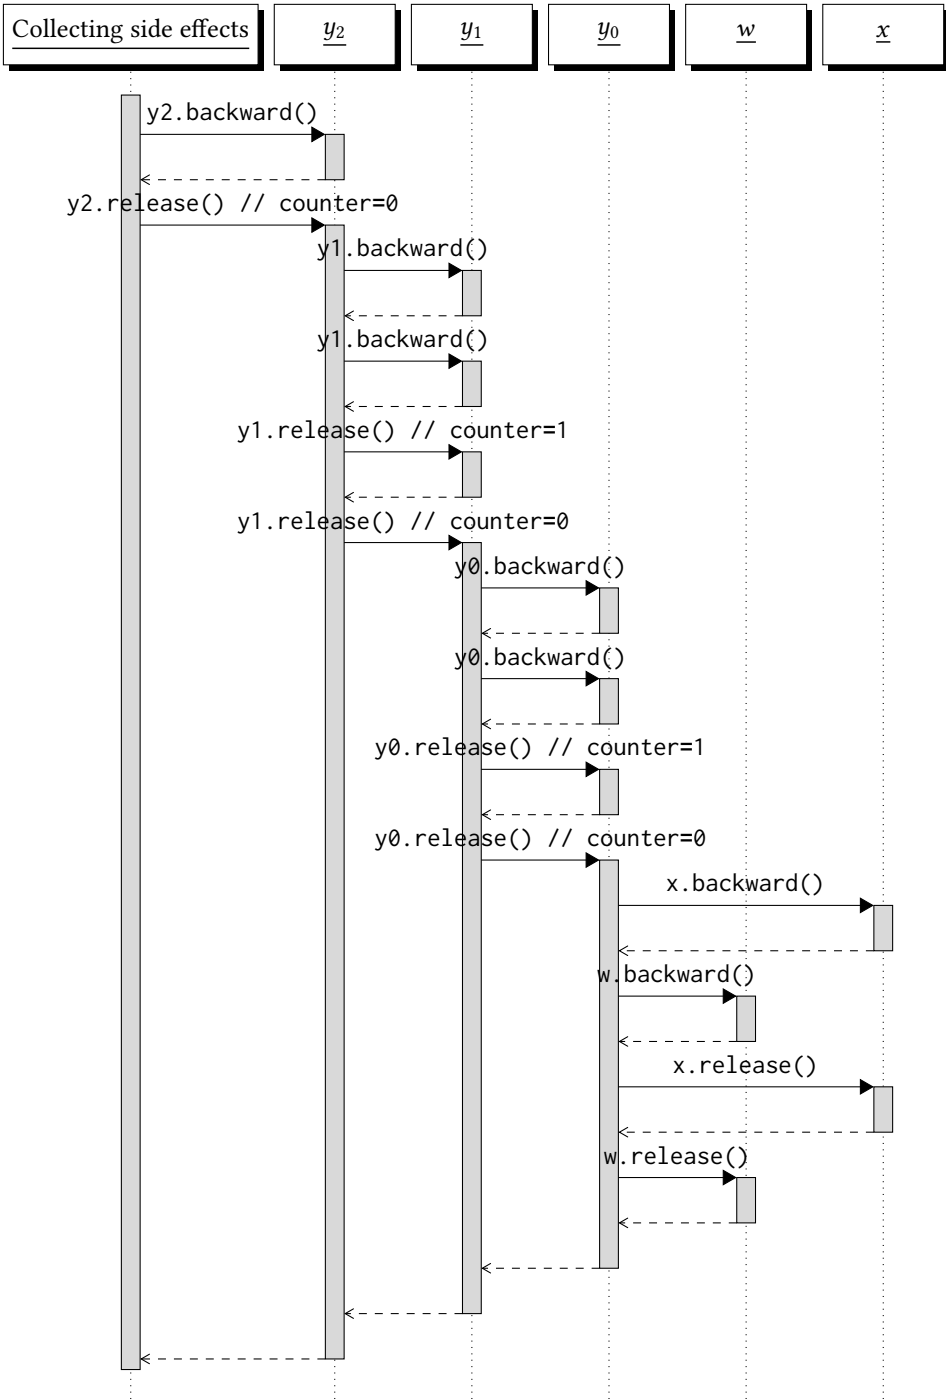 Collecting side effects y₂ y₁ y₀ w x
y2.backward()
y2.release() // counter=0
y1.backward()
y1.backward()
y1.release() // counter=1
y1.release() // counter=0
y0.backward()
y0.backward()
y0.release() // counter=1
y0.release() // counter=0
x.backward()
w.backward()
x.release()
w.release()